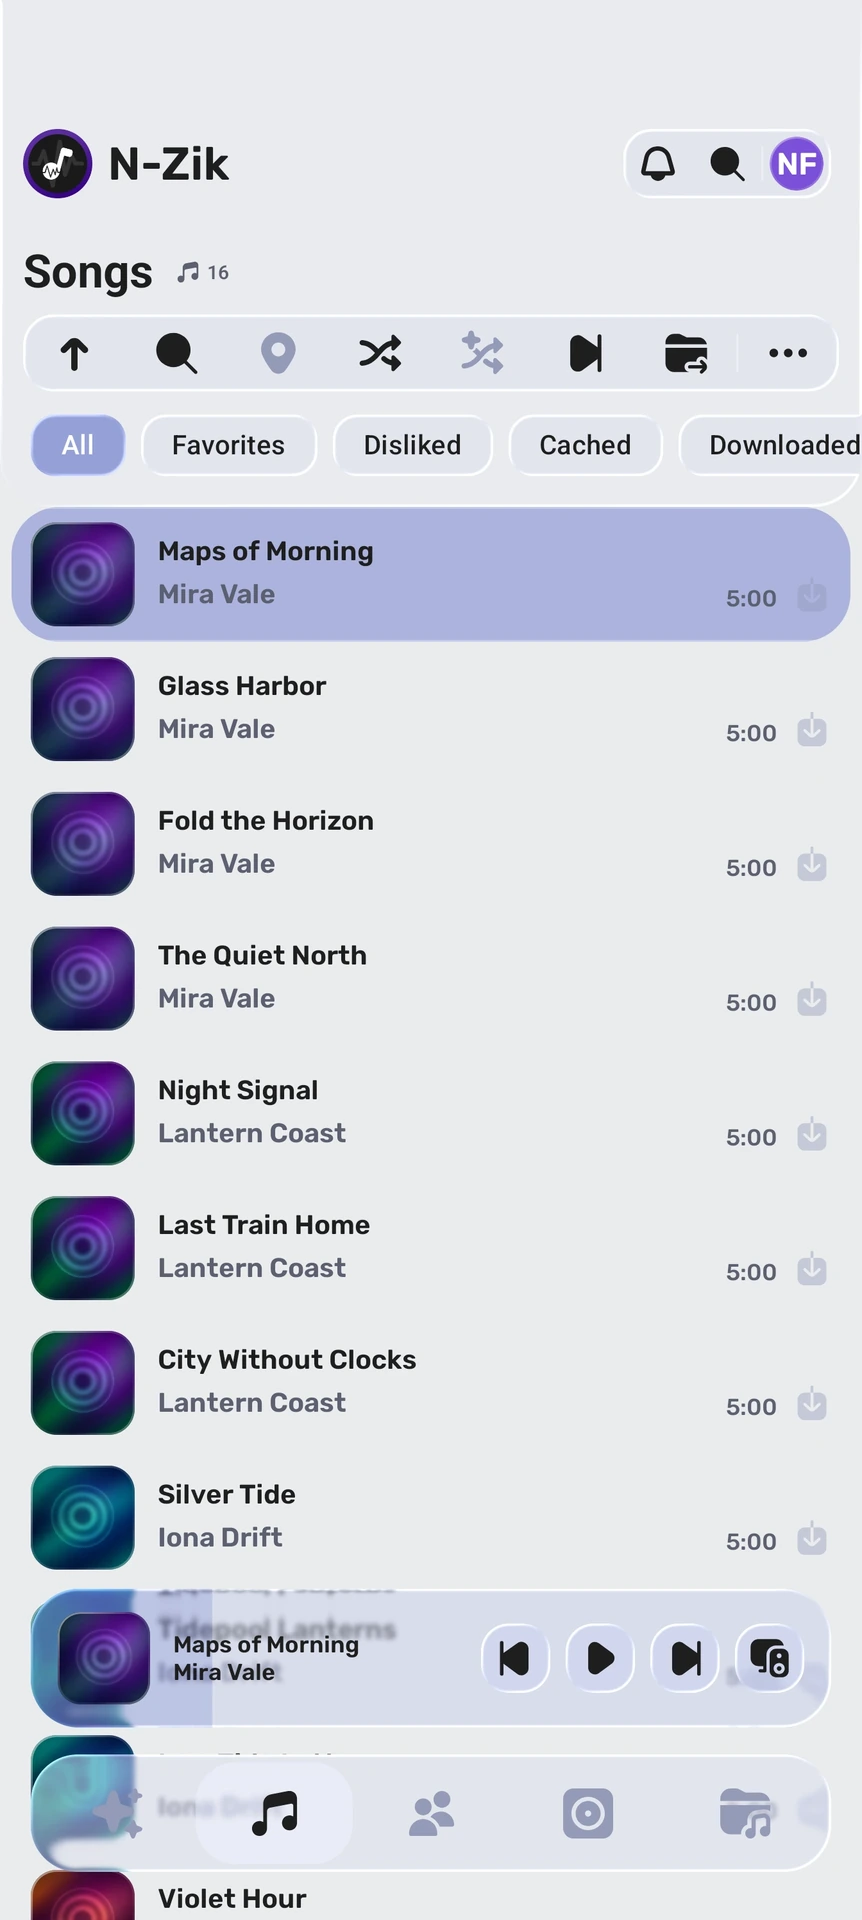 N-Zik
NF
Songs
16
All
Favorites
Disliked
Cached
Downloaded
Maps of Morning
Mira Vale
5:00
Glass Harbor
Mira Vale
5:00
Fold the Horizon
Mira Vale
5:00
The Quiet North
Mira Vale
5:00
Night Signal
Lantern Coast
5:00
Last Train Home
Lantern Coast
5:00
City Without Clocks
Lantern Coast
5:00
Silver Tide
Iona Drift
5:00
Tidepool Lanterns
Maps of Morning
Mira Vale
Violet Hour